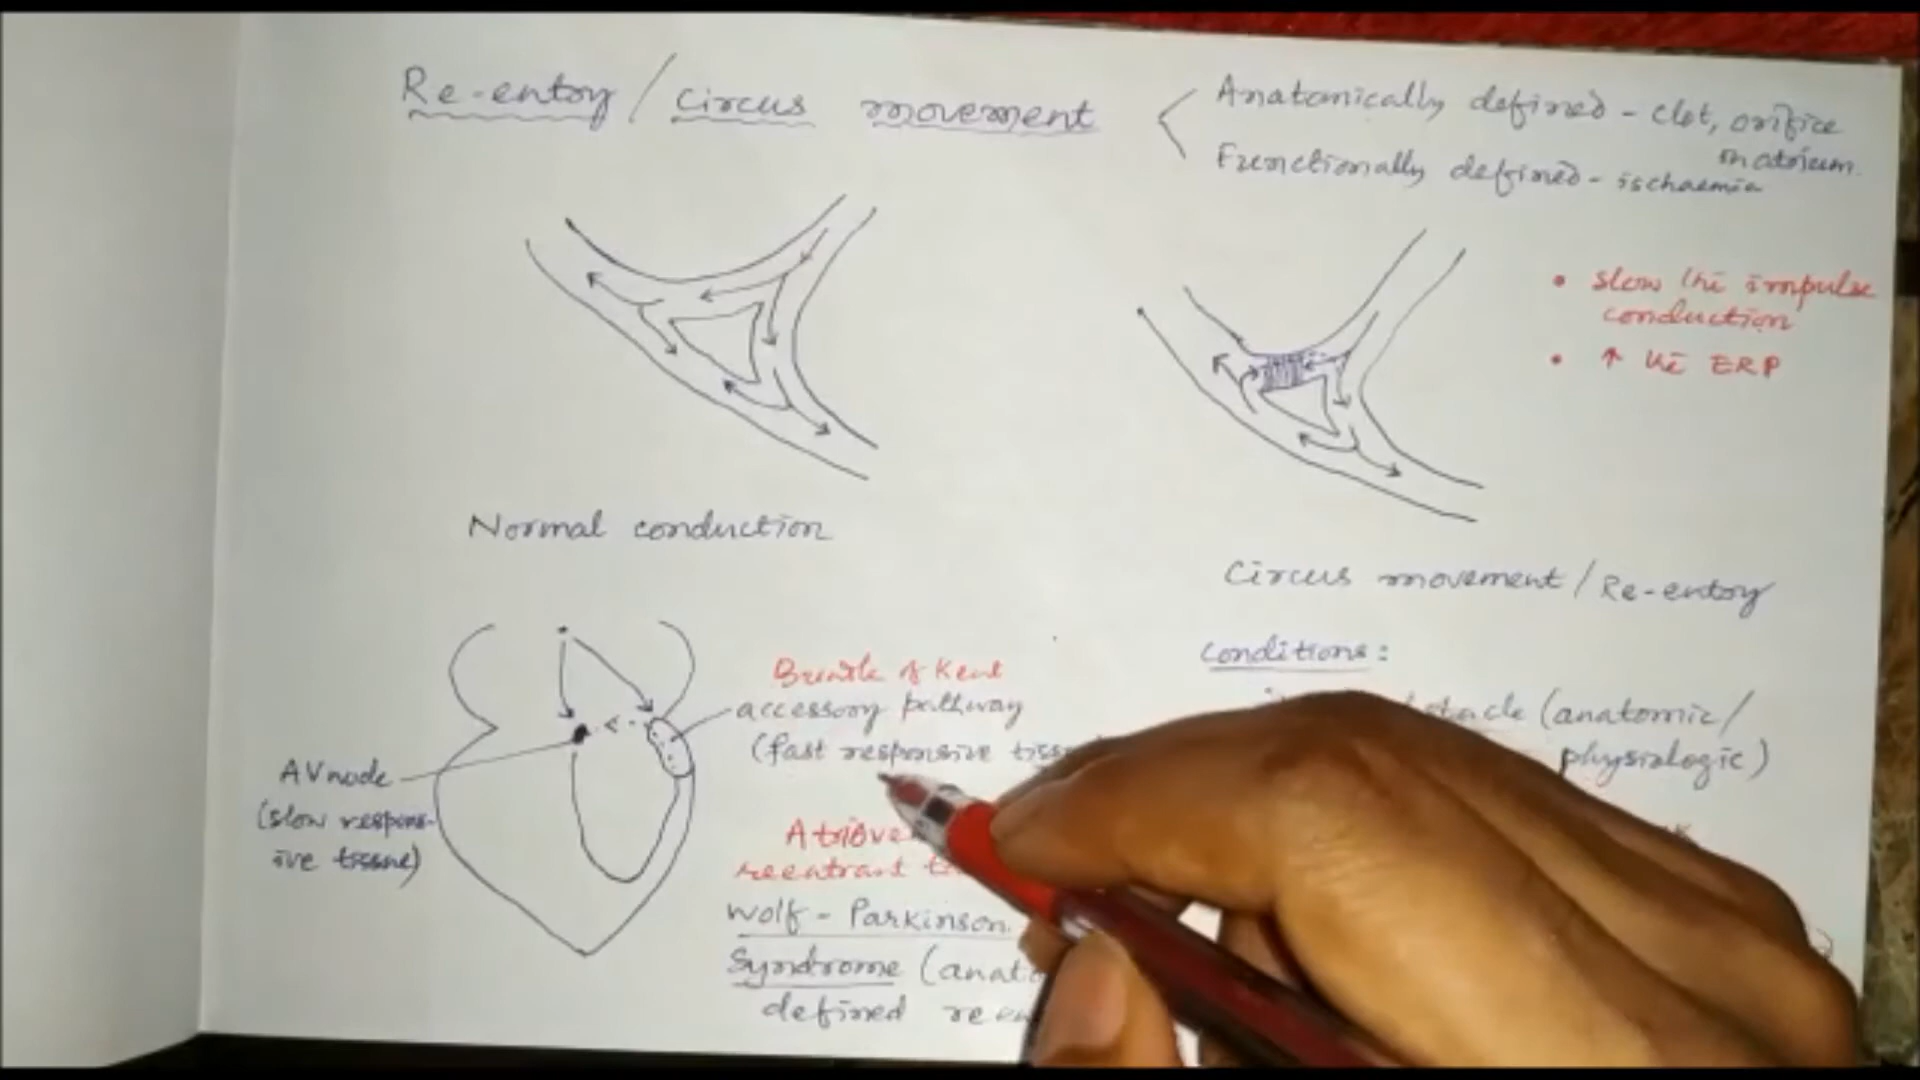 Re-entry / circus movement
Anatomically defined - clot, orifice
in atrium
Functionally defined - ischaemia
• slow the impulse
conduction
• ↑ the ERP
Normal conduction
Circus movement / Re-entry
Bundle of Kent
accessory pathway
(fast responsive
AV node
(slow respons-
ive tissue)
reentrant
Wolf - Parkinson
Syndrome
defined
Conditions:
(anatomic/
physiologic)